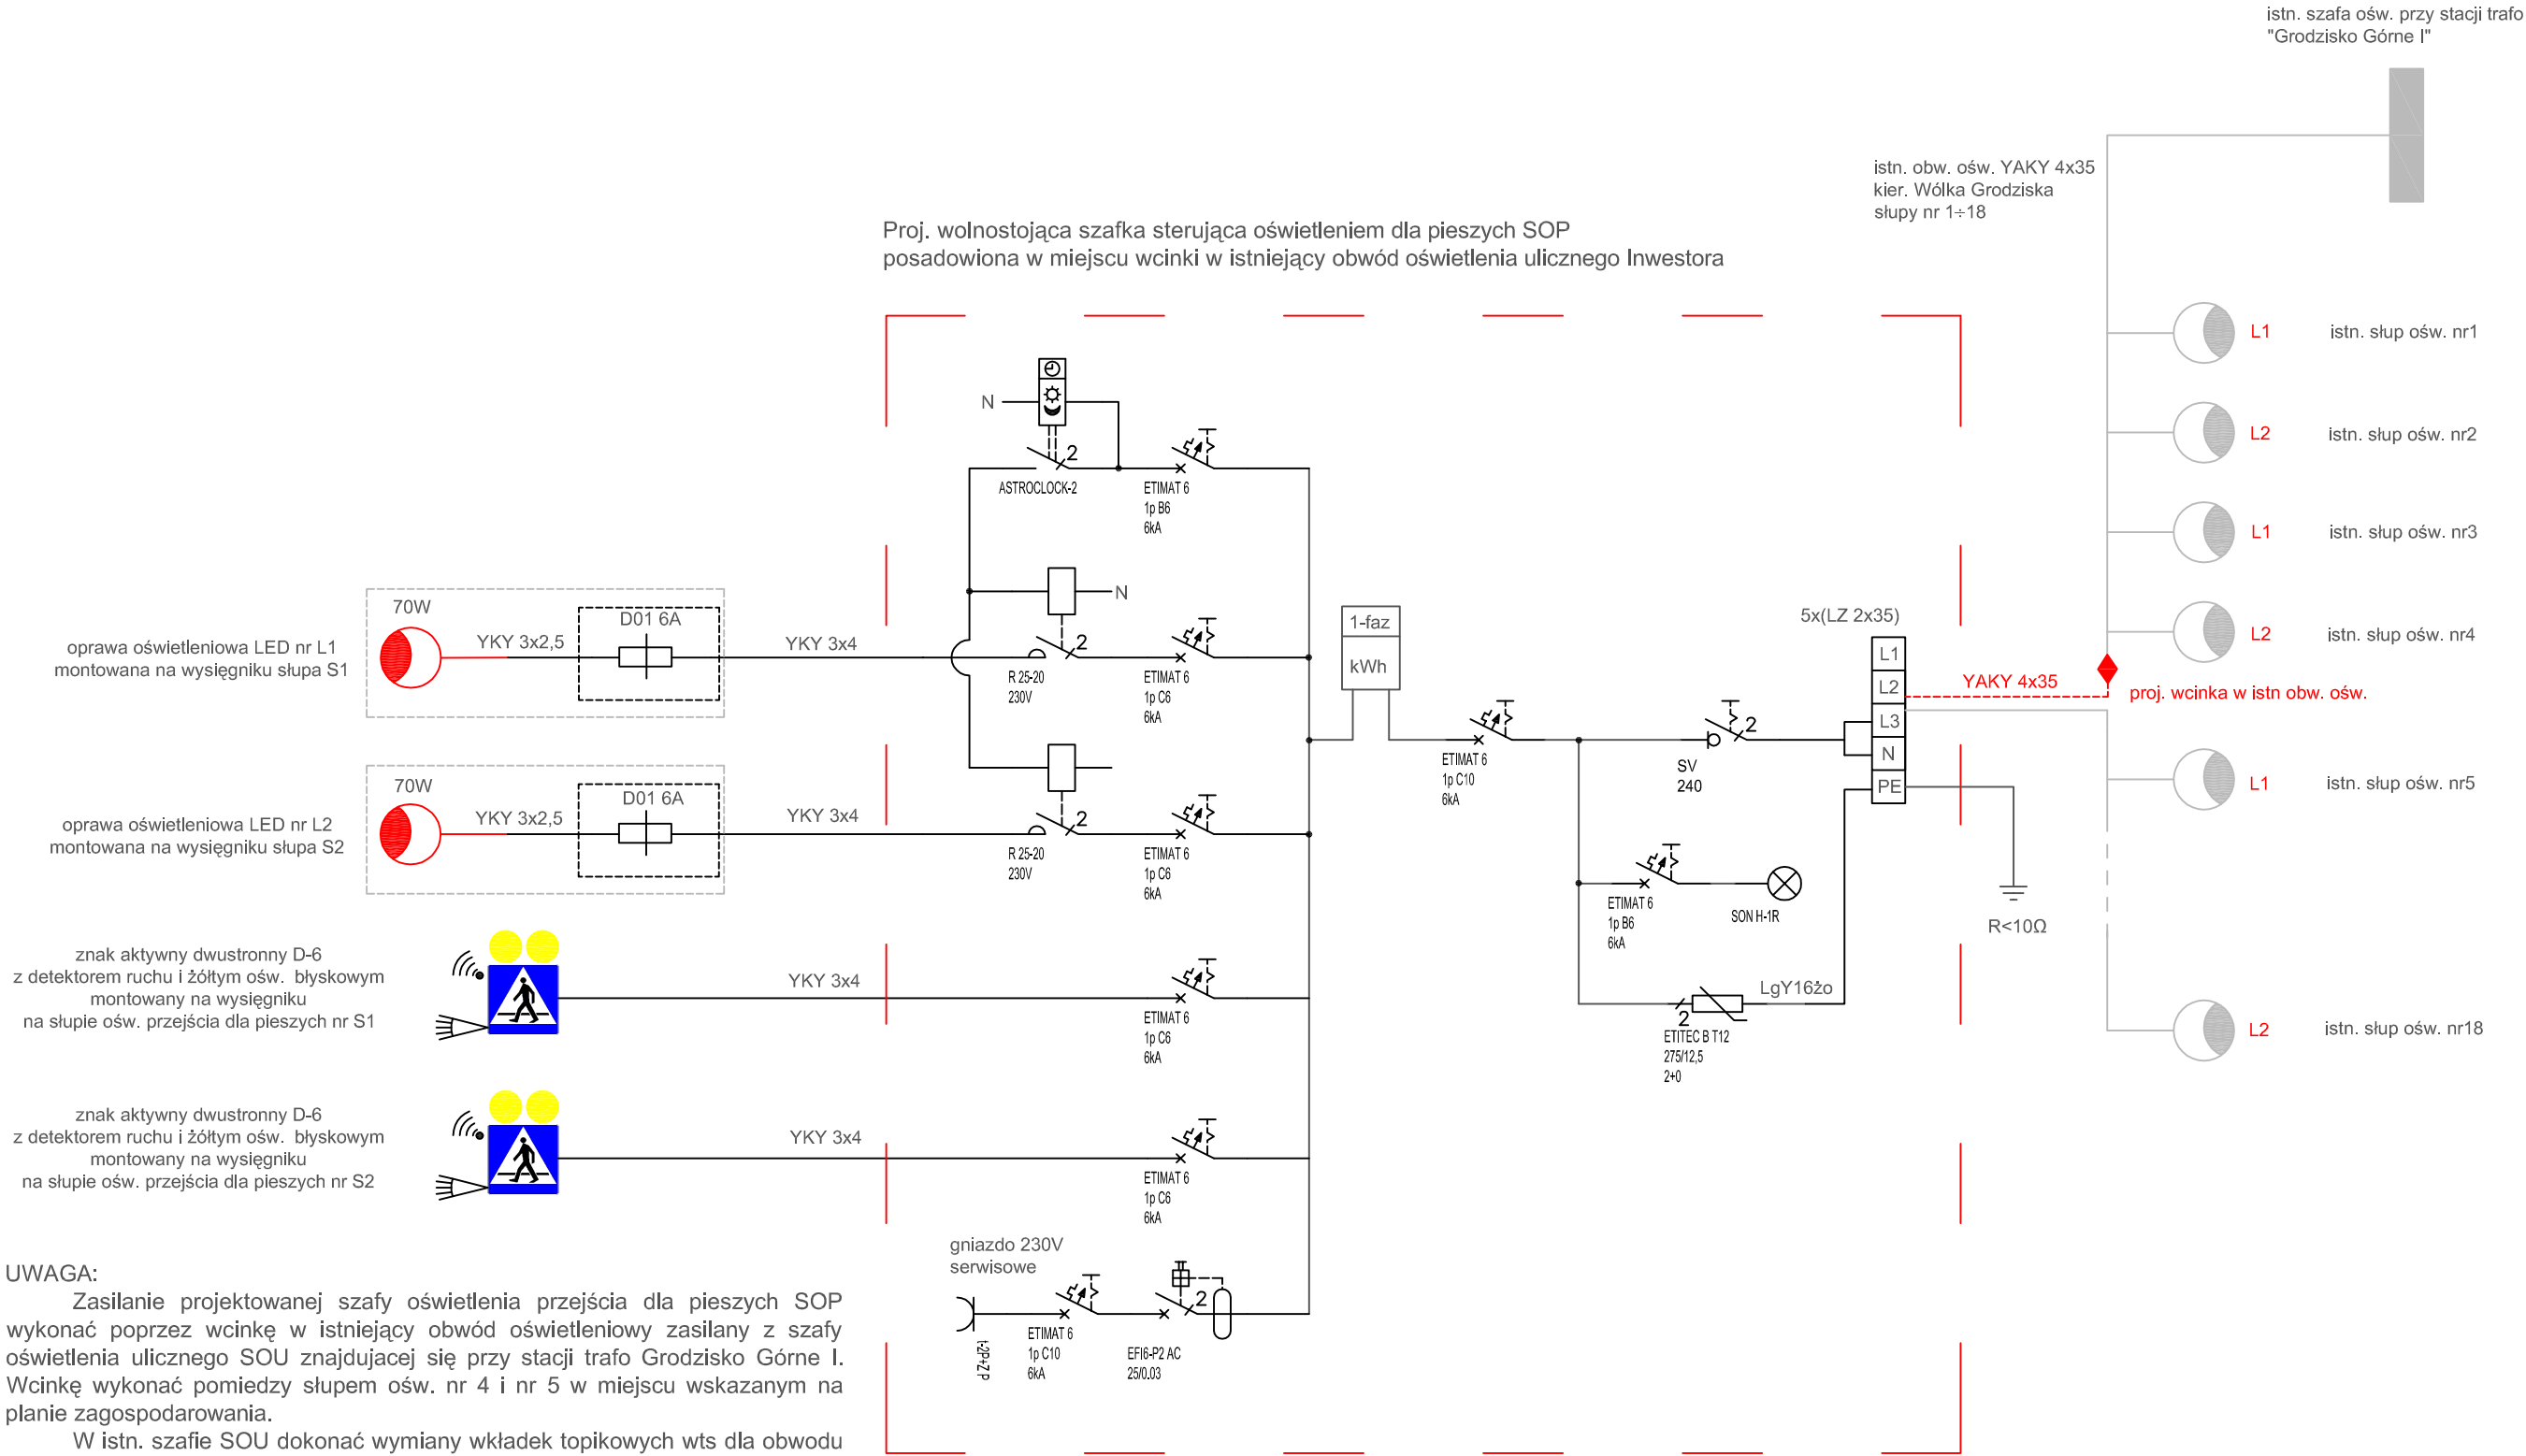 istn. szafa ośw. przy stacji trafo
"Grodzisko Górne I"
istn. obw. ośw. YAKY 4x35
kier. Wólka Grodziska
słupy nr 1÷18
Proj. wolnostojąca szafka sterująca oświetleniem dla pieszych SOP
posadowiona w miejscu wcinki w istniejący obwód oświetlenia ulicznego Inwestora
L1 istn. słup ośw. nr1
L2 istn. słup ośw. nr2
L1 istn. słup ośw. nr3
L2 istn. słup ośw. nr4
proj. wcinka w istn obw. ośw.
YAKY 4x35
L1 istn. słup ośw. nr5
L2 istn. słup ośw. nr18
N
2
ASTROCLOCK-2
ETIMAT 6
1p B6
6kA
N
70W
D01 6A
YKY 3x2,5
YKY 3x4
oprawa oświetleniowa LED nr L1
montowana na wysięgniku słupa S1
2
R 25-20
230V
ETIMAT 6
1p C6
6kA
1-faz
kWh
5x(LZ 2x35)
L1
L2
L3
N
PE
ETIMAT 6
1p C10
6kA
2
SV
240
70W
D01 6A
YKY 3x2,5
YKY 3x4
oprawa oświetleniowa LED nr L2
montowana na wysięgniku słupa S2
2
R 25-20
230V
ETIMAT 6
1p C6
6kA
ETIMAT 6
1p B6
6kA
SON H-1R
R<10Ω
LgY16żo
2
ETITEC B T12
275/12,5
2+0
znak aktywny dwustronny D-6
z detektorem ruchu i żółtym ośw. błyskowym
montowany na wysięgniku
na słupie ośw. przejścia dla pieszych nr S1
YKY 3x4
ETIMAT 6
1p C6
6kA
znak aktywny dwustronny D-6
z detektorem ruchu i żółtym ośw. błyskowym
montowany na wysięgniku
na słupie ośw. przejścia dla pieszych nr S2
YKY 3x4
ETIMAT 6
1p C6
6kA
gniazdo 230V
serwisowe
ETIMAT 6
1p C10
6kA
2
EFI6-P2 AC
25/0.03
UWAGA:
Zasilanie projektowanej szafy oświetlenia przejścia dla pieszych SOP
wykonać poprzez wcinkę w istniejący obwód oświetleniowy zasilany z szafy
oświetlenia ulicznego SOU znajdujacej się przy stacji trafo Grodzisko Górne I.
Wcinkę wykonać pomiedzy słupem ośw. nr 4 i nr 5 w miejscu wskazanym na
planie zagospodarowania.
W istn. szafie SOU dokonać wymiany wkładek topikowych wts dla obwodu